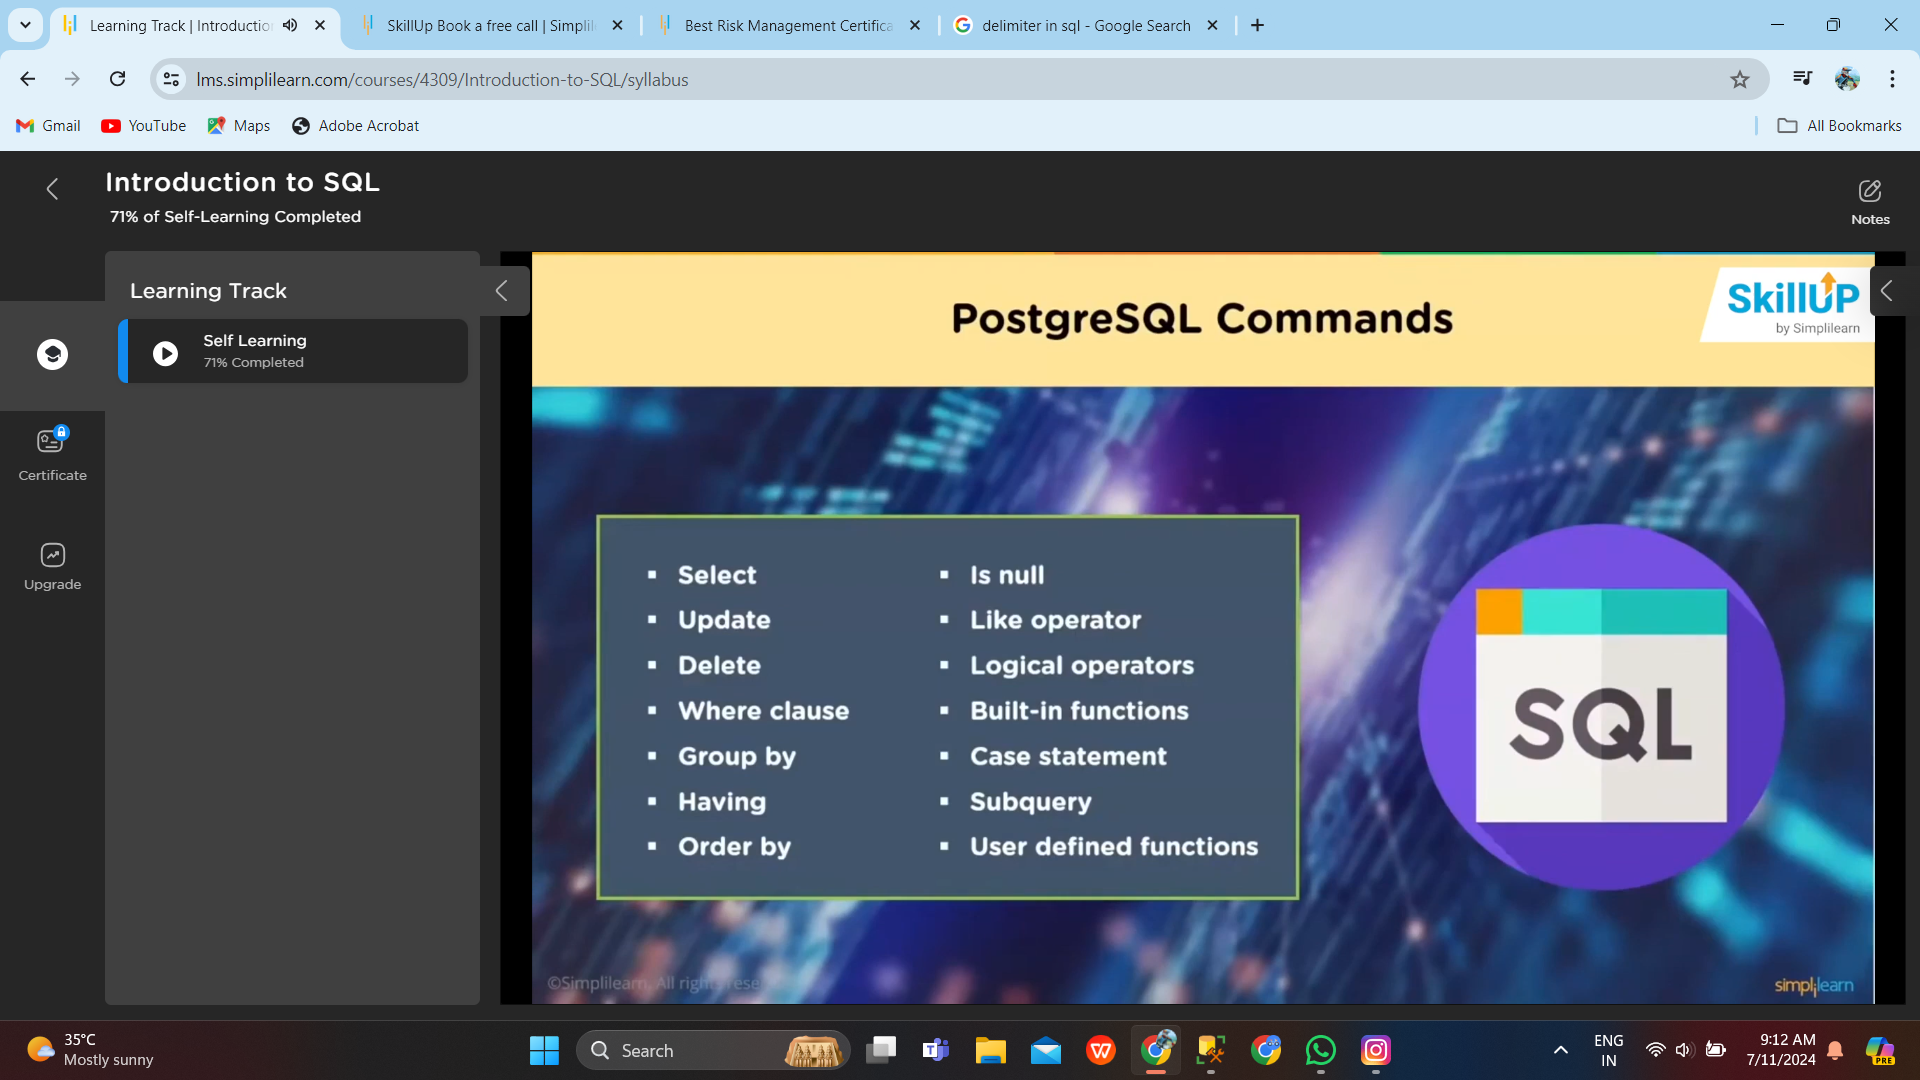 Learning Track | Introduction
SkillUp Book a free call | Simplil
Best Risk Management Certifica
delimiter in sql - Google Search
lms.simplilearn.com/courses/4309/Introduction-to-SQL/syllabus
Gmail
YouTube
Maps
Adobe Acrobat
All Bookmarks
Introduction to SQL
71% of Self-Learning Completed
Notes
Learning Track
Self Learning
71% Completed
Certificate
Upgrade
PostgreSQL Commands
SkillUP
by Simplilearn
Select
Update
Delete
Where clause
Group by
Having
Order by
Is null
Like operator
Logical operators
Built-in functions
Case statement
Subquery
User defined functions
SQL
©Simplilearn. All rights rese
simplilearn
35°C
Mostly sunny
Search
ENG
IN
9:12 AM
7/11/2024
PRE